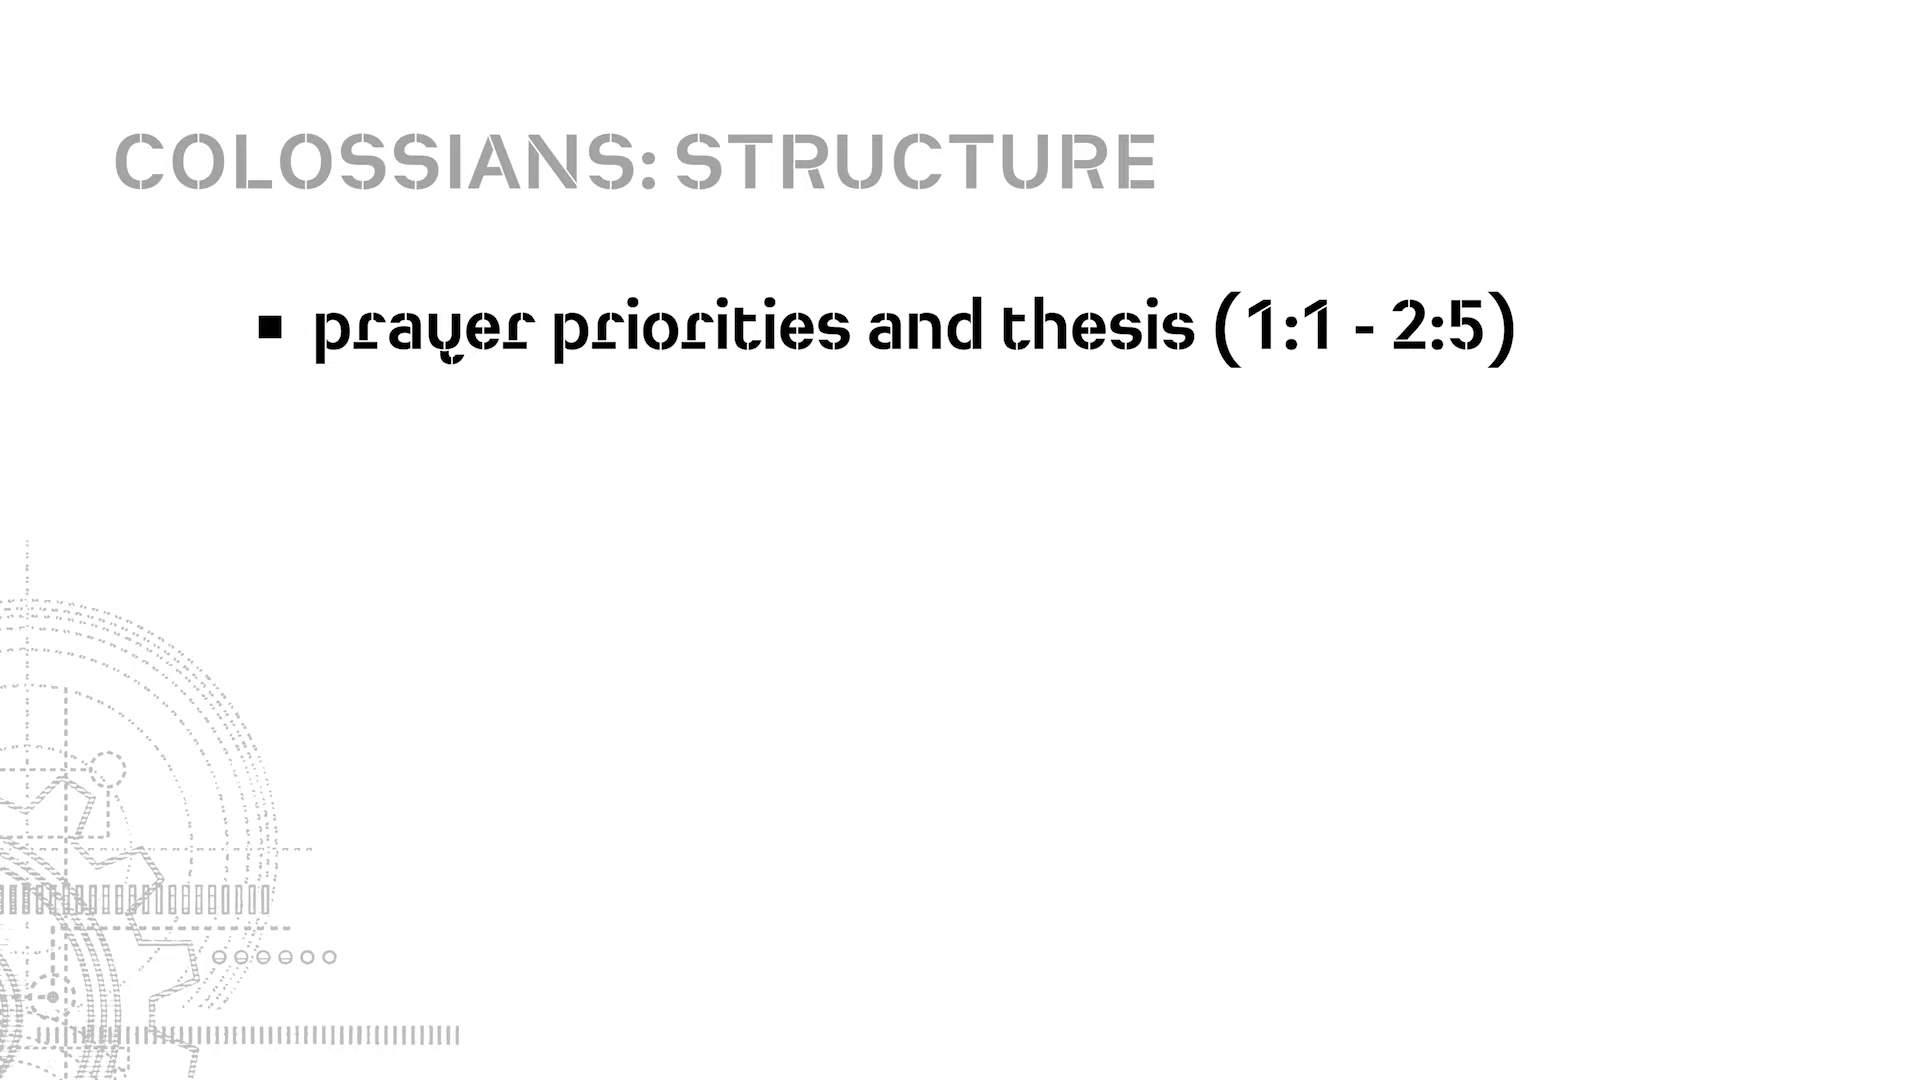 COLOSSIANS: STRUCTURE
▪ prayer priorities and thesis (1:1 - 2:5)